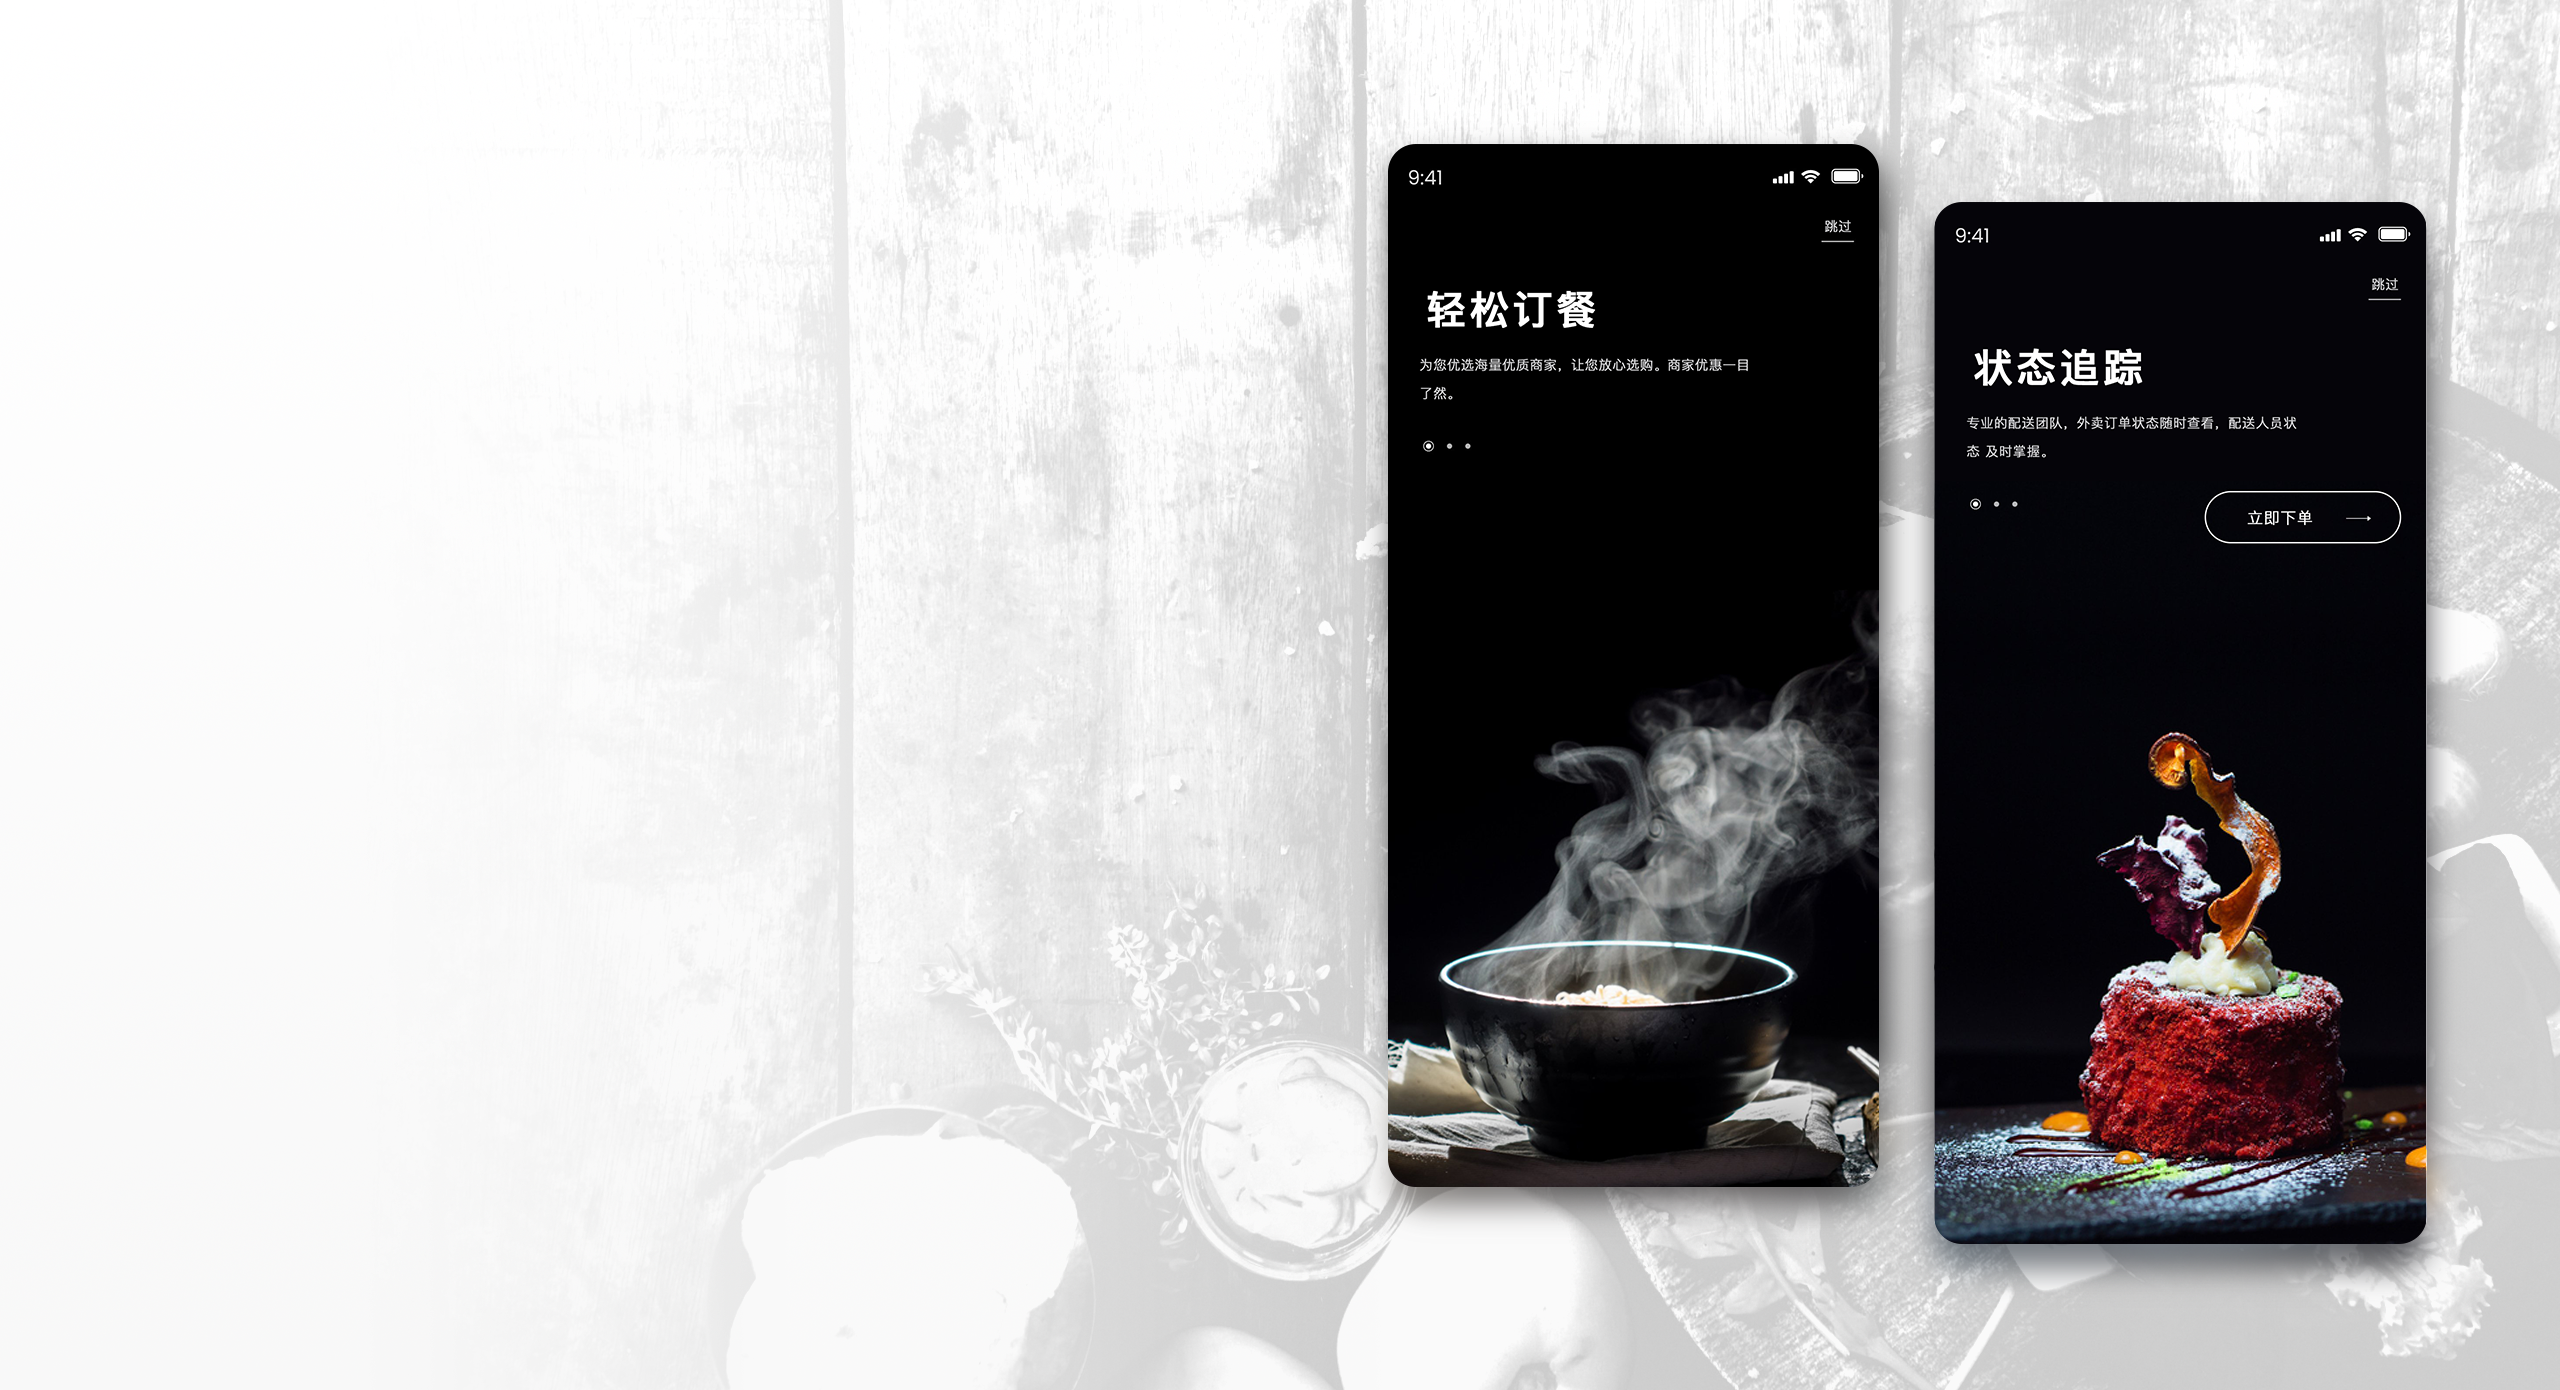 9:41
跳过
轻松订餐
为您优选海量优质商家，让您放心选购。商家优惠一目
了然。
9:41
跳过
状态追踪
专业的配送团队，外卖订单状态随时查看，配送人员状
态 及时掌握。
立即下单